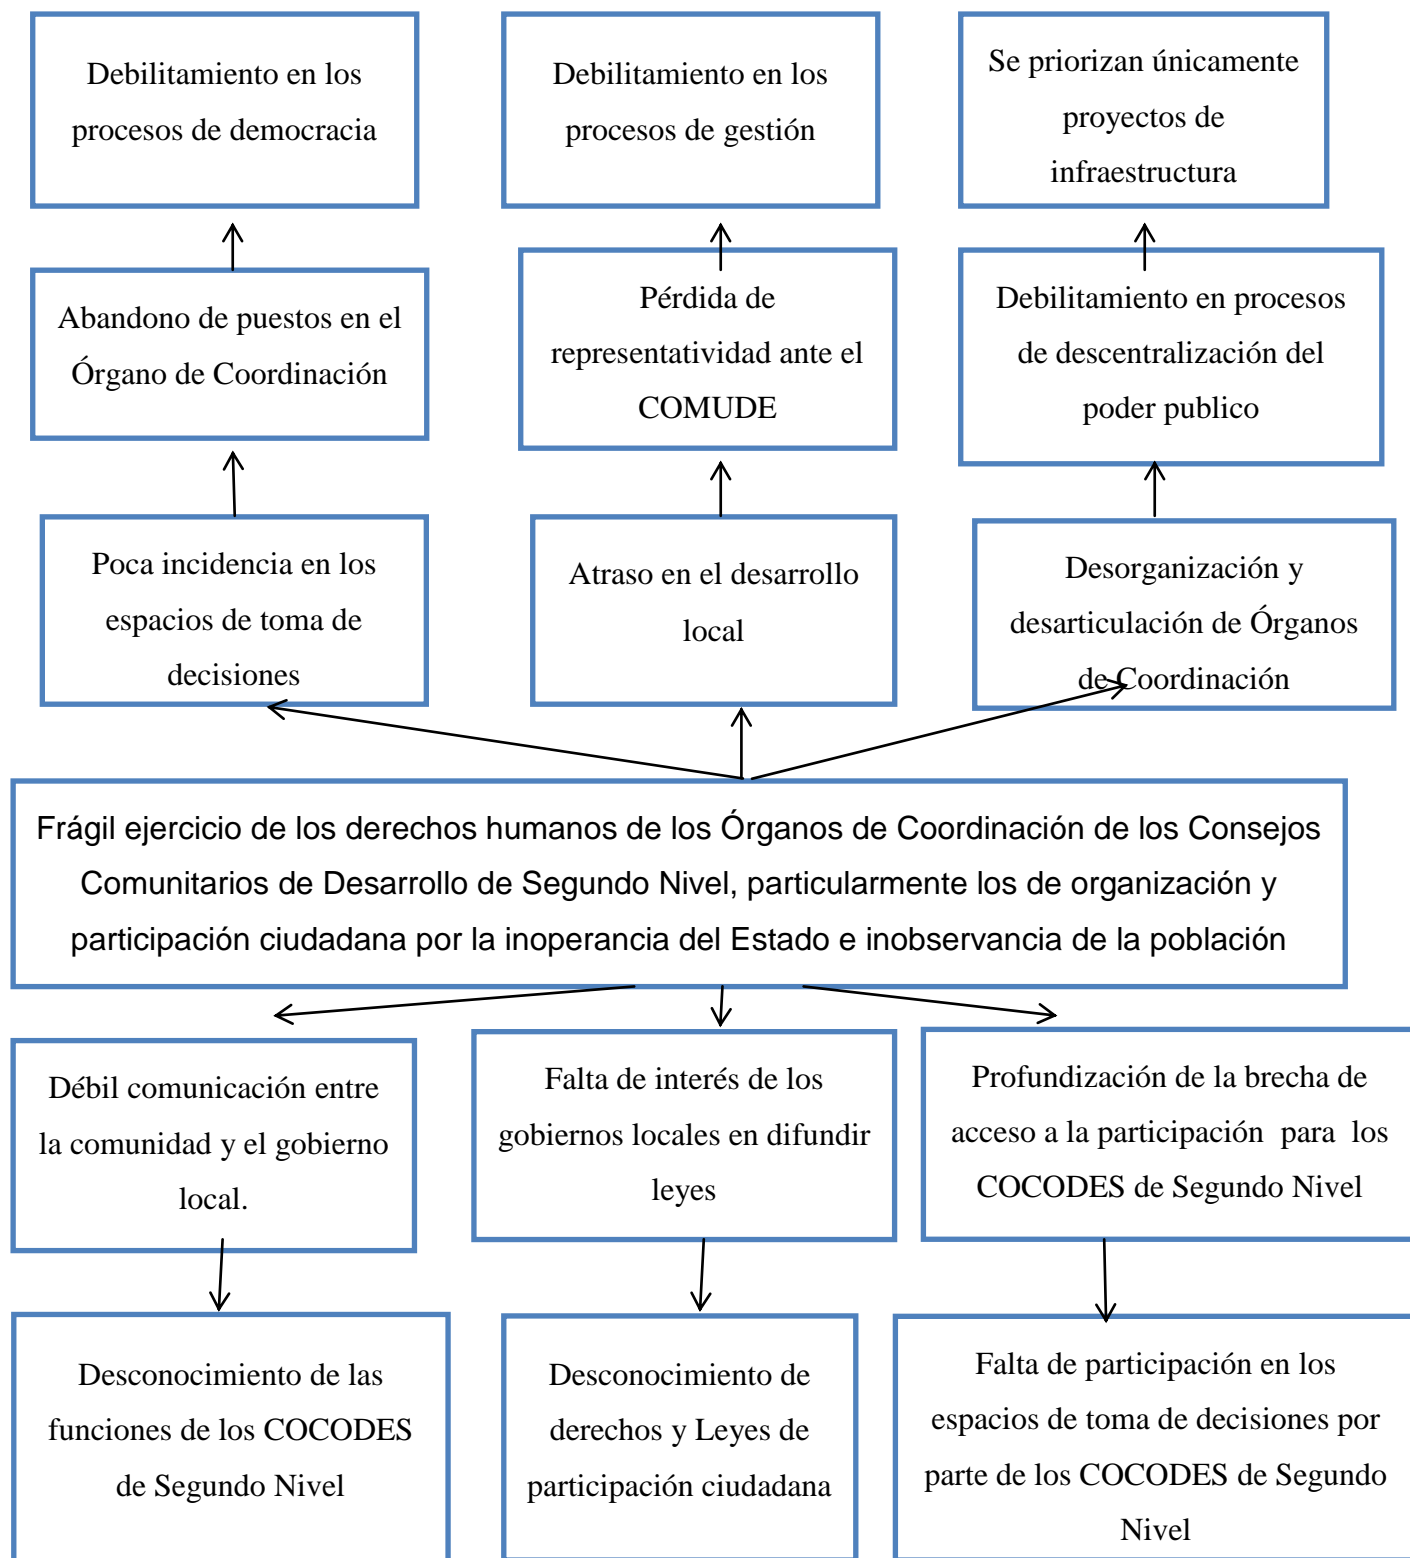 Debilitamiento en los
procesos de democracia
Debilitamiento en los
procesos de gestión
Se priorizan únicamente
proyectos de
infraestructura
Abandono de puestos en el
Órgano de Coordinación
Pérdida de
representatividad ante el
COMUDE
Debilitamiento en procesos
de descentralización del
poder publico
Poca incidencia en los
espacios de toma de
decisiones
Atraso en el desarrollo
local
Desorganización y
desarticulación de Órganos
de Coordinación
Frágil ejercicio de los derechos humanos de los Órganos de Coordinación de los Consejos
Comunitarios de Desarrollo de Segundo Nivel, particularmente los de organización y
participación ciudadana por la inoperancia del Estado e inobservancia de la población
Débil comunicación entre
la comunidad y el gobierno
local.
Falta de interés de los
gobiernos locales en difundir
leyes
Profundización de la brecha de
acceso a la participación para los
COCODES de Segundo Nivel
Desconocimiento de las
funciones de los COCODES
de Segundo Nivel
Desconocimiento de
derechos y Leyes de
participación ciudadana
Falta de participación en los
espacios de toma de decisiones por
parte de los COCODES de Segundo
Nivel